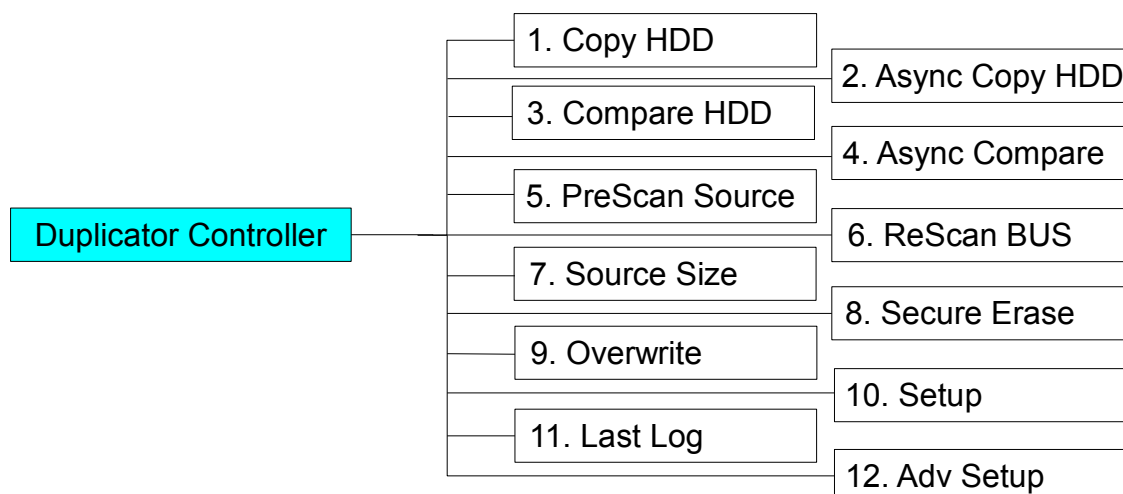 1. Copy HDD
2. Async Copy HDD
3. Compare HDD
4. Async Compare
5. PreScan Source
Duplicator Controller
6. ReScan BUS
7. Source Size
8. Secure Erase
9. Overwrite
10. Setup
11. Last Log
12. Adv Setup